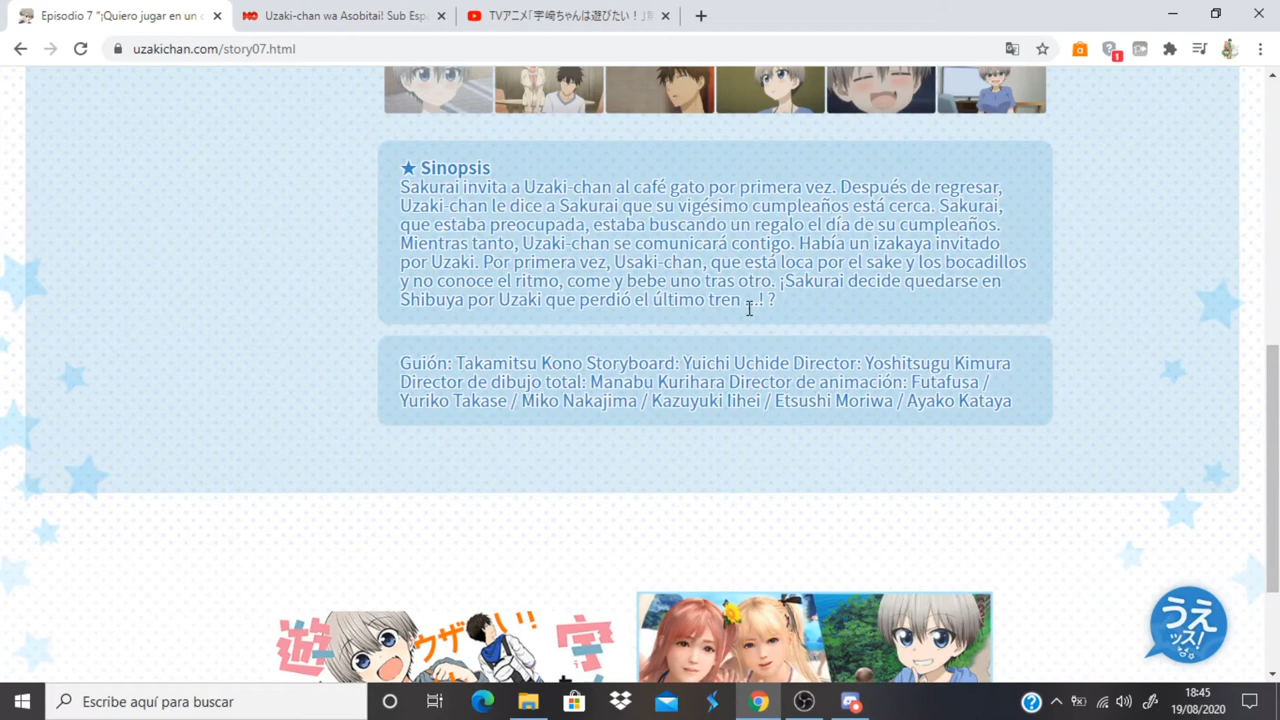 Episodio 7 "¡Quiero jugar en un c
Uzaki-chan wa Asobitai! Sub Espa
TVアニメ「宇崎ちゃんは遊びたい！」
uzakichan.com/story07.html
1
★ Sinopsis
Sakurai invita a Uzaki-chan al café gato por primera vez. Después de regresar,
Uzaki-chan le dice a Sakurai que su vigésimo cumpleaños está cerca. Sakurai,
que estaba preocupada, estaba buscando un regalo el día de su cumpleaños.
Mientras tanto, Uzaki-chan se comunicará contigo. Había un izakaya invitado
por Uzaki. Por primera vez, Usaki-chan, que está loca por el sake y los bocadillos
y no conoce el ritmo, come y bebe uno tras otro. ¡Sakurai decide quedarse en
Shibuya por Uzaki que perdió el último tren ...! ?
Guión: Takamitsu Kono Storyboard: Yuichi Uchide Director: Yoshitsugu Kimura
Director de dibujo total: Manabu Kurihara Director de animación: Futafusa /
Yuriko Takase / Miko Nakajima / Kazuyuki Iihei / Etsushi Moriwa / Ayako Kataya
遊 ウザい! 宇
うえ
ッス!
Escribe aquí para buscar
18:45
19/08/2020